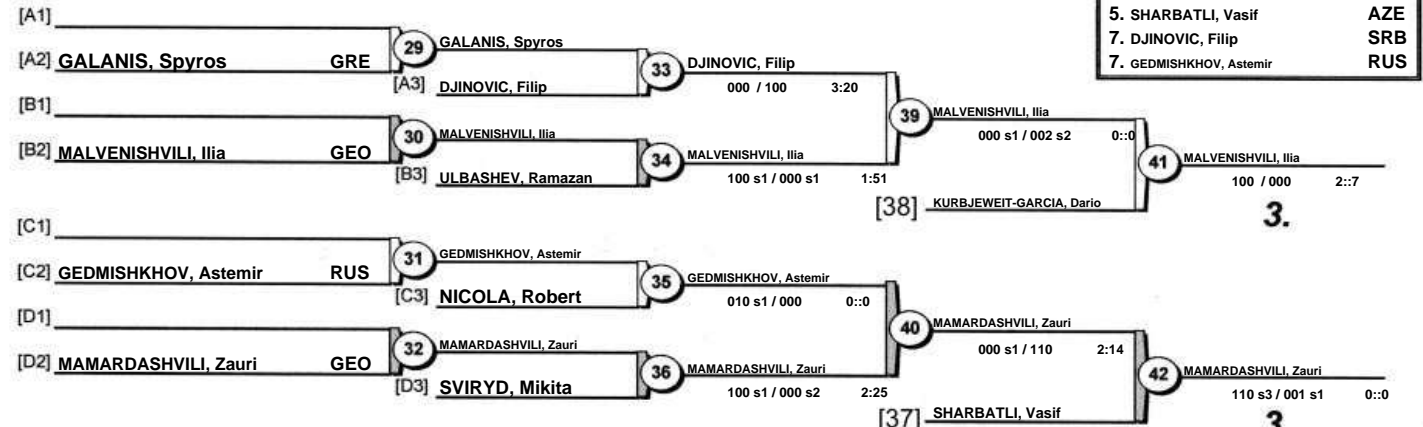 [A1]
[A2] GALANIS, Spyros GRE
29
GALANIS, Spyros
[A3] DJINOVIC, Filip
33
DJINOVIC, Filip
000 / 100 3:20
[B1]
[B2] MALVENISHVILI, Ilia GEO
30
MALVENISHVILI, Ilia
[B3] ULBASHEV, Ramazan
34
MALVENISHVILI, Ilia
100 s1 / 000 s1 1:51
39
MALVENISHVILI, Ilia
000 s1 / 002 s2 0::0
[38] KURBJEWEIT-GARCIA, Dario
41
MALVENISHVILI, Ilia
100 / 000 2::7
3.
[C1]
[C2] GEDMISHKHOV, Astemir RUS
31
GEDMISHKHOV, Astemir
[C3] NICOLA, Robert
35
GEDMISHKHOV, Astemir
010 s1 / 000 0::0
[D1]
[D2] MAMARDASHVILI, Zauri GEO
32
MAMARDASHVILI, Zauri
[D3] SVIRYD, Mikita
36
MAMARDASHVILI, Zauri
100 s1 / 000 s2 2:25
40
MAMARDASHVILI, Zauri
000 s1 / 110 2:14
[37] SHARBATLI, Vasif
42
MAMARDASHVILI, Zauri
110 s3 / 001 s1 0::0
3.
5. SHARBATLI, Vasif AZE
7. DJINOVIC, Filip SRB
7. GEDMISHKHOV, Astemir RUS